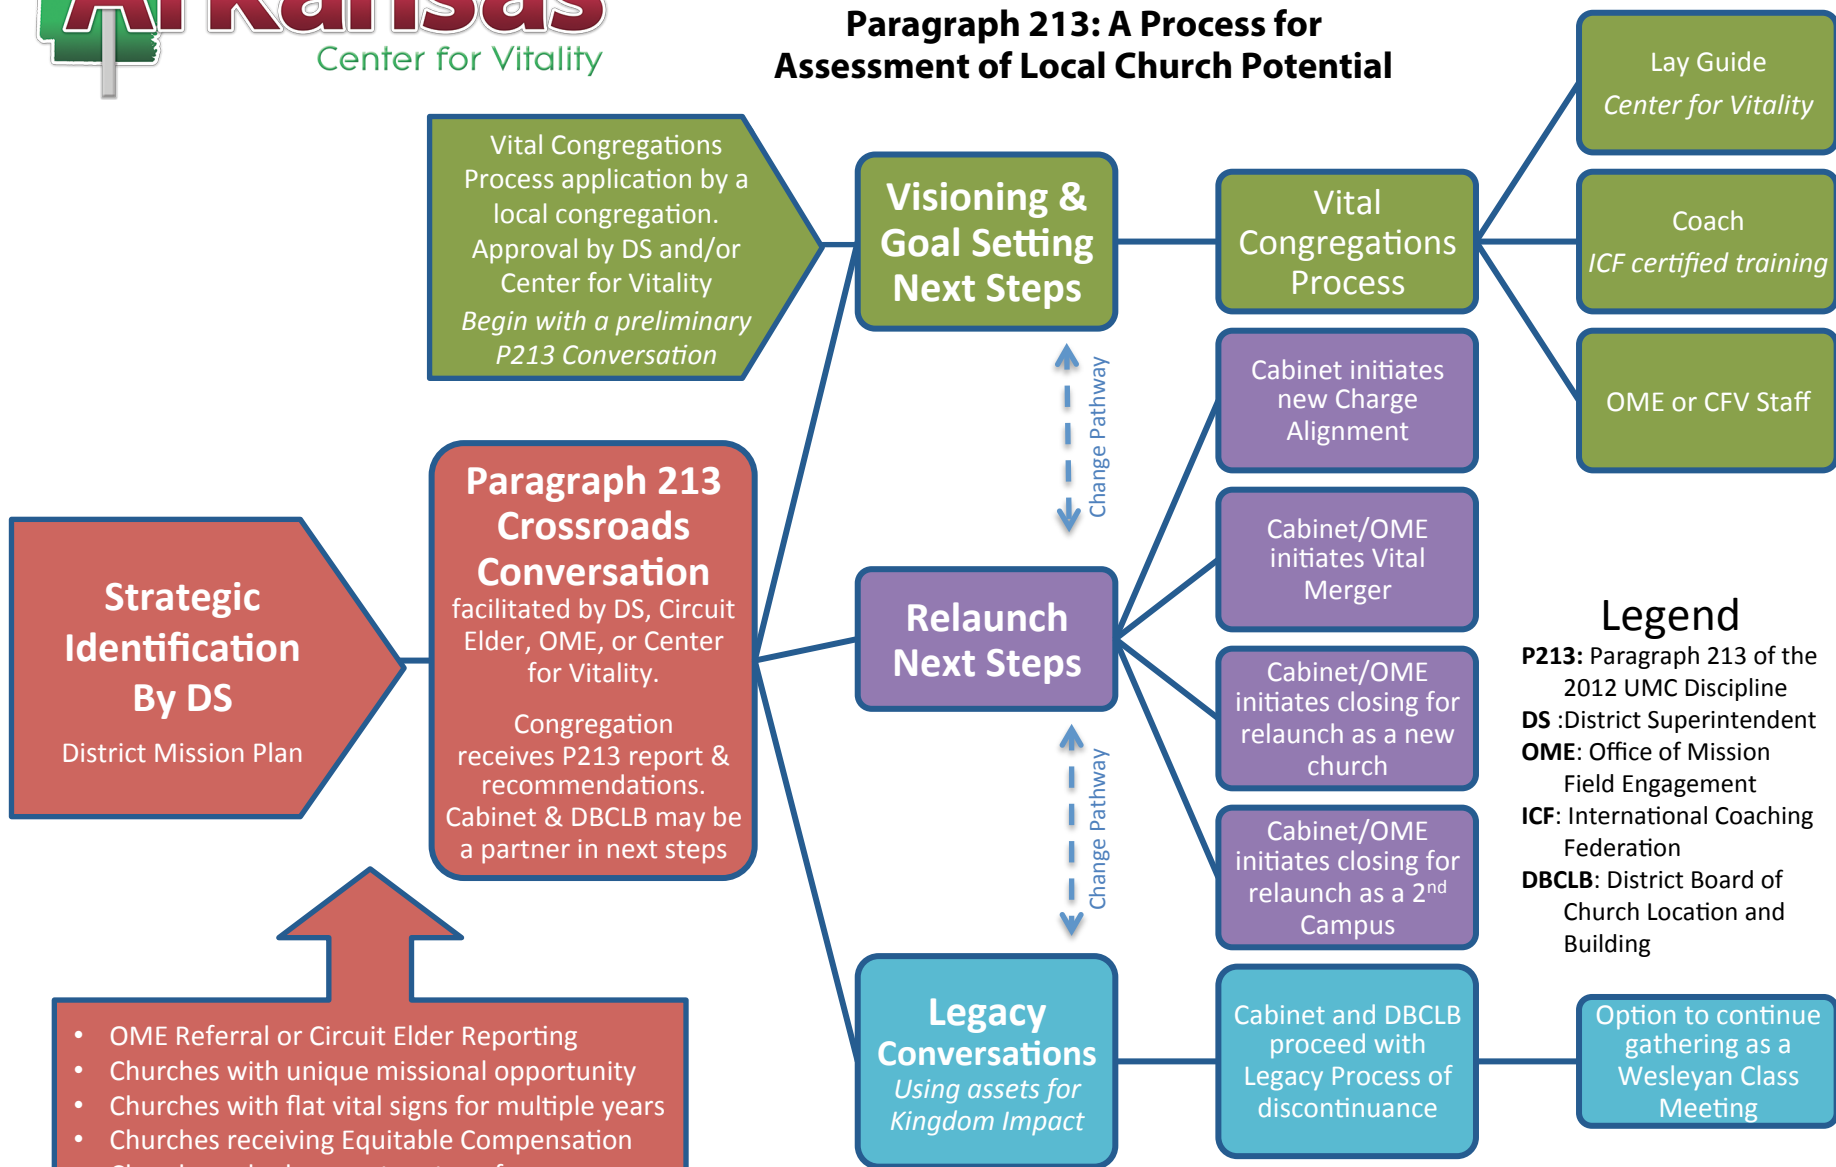 Arkansas
Center for Vitality
Paragraph 213: A Process for
Assessment of Local Church Potential
Vital Congregations
Process application by a
local congregation.
Approval by DS and/or
Center for Vitality
Begin with a preliminary
P213 Conversation
Visioning &
Goal Setting
Next Steps
Vital
Congregations
Process
Lay Guide
Center for Vitality
Coach
ICF certified training
OME or CFV Staff
Change Pathway
Strategic
Identification
By DS
District Mission Plan
Paragraph 213
Crossroads
Conversation
facilitated by DS, Circuit
Elder, OME, or Center
for Vitality.
Congregation
receives P213 report &
recommendations.
Cabinet & DBCLB may be
a partner in next steps
Relaunch
Next Steps
Cabinet initiates
new Charge
Alignment
Cabinet/OME
initiates Vital
Merger
Cabinet/OME
initiates closing for
relaunch as a new
church
Cabinet/OME
initiates closing for
relaunch as a 2nd
Campus
Change Pathway
Legend
P213: Paragraph 213 of the
2012 UMC Discipline
DS :District Superintendent
OME: Office of Mission
Field Engagement
ICF: International Coaching
Federation
DBCLB: District Board of
Church Location and
Building
Legacy
Conversations
Using assets for
Kingdom Impact
Cabinet and DBCLB
proceed with
Legacy Process of
discontinuance
Option to continue
gathering as a
Wesleyan Class
Meeting
• OME Referral or Circuit Elder Reporting
• Churches with unique missional opportunity
• Churches with flat vital signs for multiple years
• Churches receiving Equitable Compensation